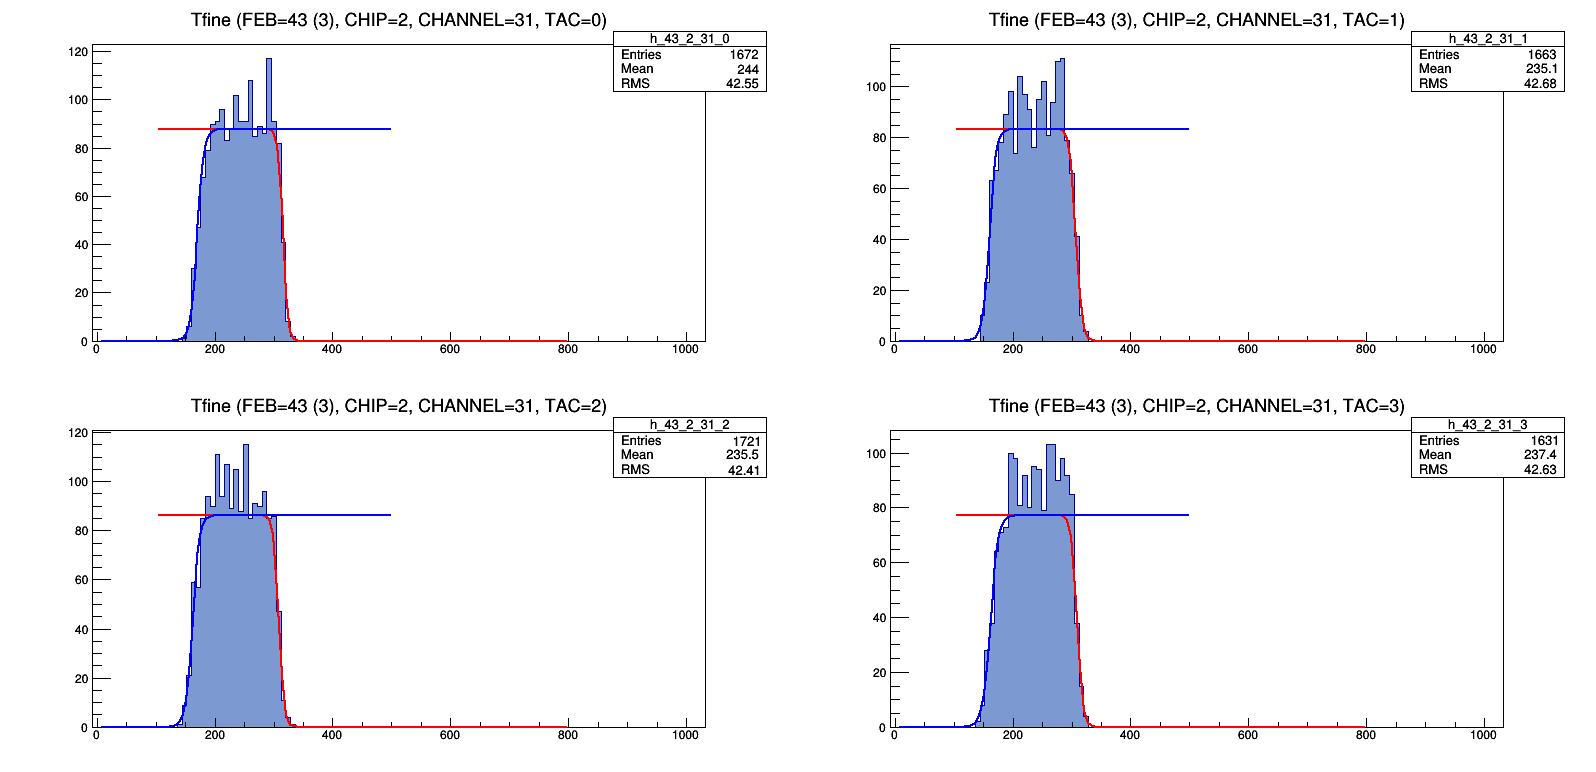 Tfine (FEB=43 (3), CHIP=2, CHANNEL=31, TAC=0)
h_43_2_31_0
Entries 1672
Mean 244
RMS 42.55
120
100
80
60
40
20
0
0 200 400 600 800 1000
Tfine (FEB=43 (3), CHIP=2, CHANNEL=31, TAC=1)
h_43_2_31_1
Entries 1663
Mean 235.1
RMS 42.68
100
80
60
40
20
0
0 200 400 600 800 1000
Tfine (FEB=43 (3), CHIP=2, CHANNEL=31, TAC=2)
h_43_2_31_2
Entries 1721
Mean 235.5
RMS 42.41
120
100
80
60
40
20
0
0 200 400 600 800 1000
Tfine (FEB=43 (3), CHIP=2, CHANNEL=31, TAC=3)
h_43_2_31_3
Entries 1631
Mean 237.4
RMS 42.63
100
80
60
40
20
0
0 200 400 600 800 1000